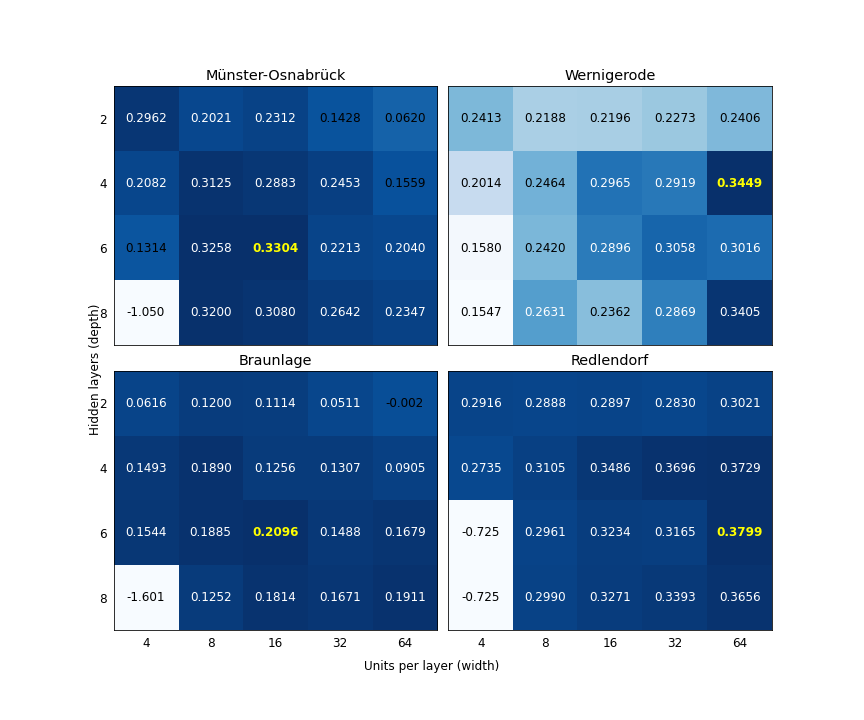 Münster-Osnabrück Wernigerode
2 0.2962 0.2021 0.2312 0.1428 0.0620 0.2413 0.2188 0.2196 0.2273 0.2406
4 0.2082 0.3125 0.2883 0.2453 0.1559 0.2014 0.2464 0.2965 0.2919 0.3449
6 0.1314 0.3258 0.3304 0.2213 0.2040 0.1580 0.2420 0.2896 0.3058 0.3016
8 -1.050 0.3200 0.3080 0.2642 0.2347 0.1547 0.2631 0.2362 0.2869 0.3405
Hidden layers (depth)
Braunlage Redlendorf
2 0.0616 0.1200 0.1114 0.0511 -0.002 0.2916 0.2888 0.2897 0.2830 0.3021
4 0.1493 0.1890 0.1256 0.1307 0.0905 0.2735 0.3105 0.3486 0.3696 0.3729
6 0.1544 0.1885 0.2096 0.1488 0.1679 -0.725 0.2961 0.3234 0.3165 0.3799
8 -1.601 0.1252 0.1814 0.1671 0.1911 -0.725 0.2990 0.3271 0.3393 0.3656
4 8 16 32 64 4 8 16 32 64
Units per layer (width)